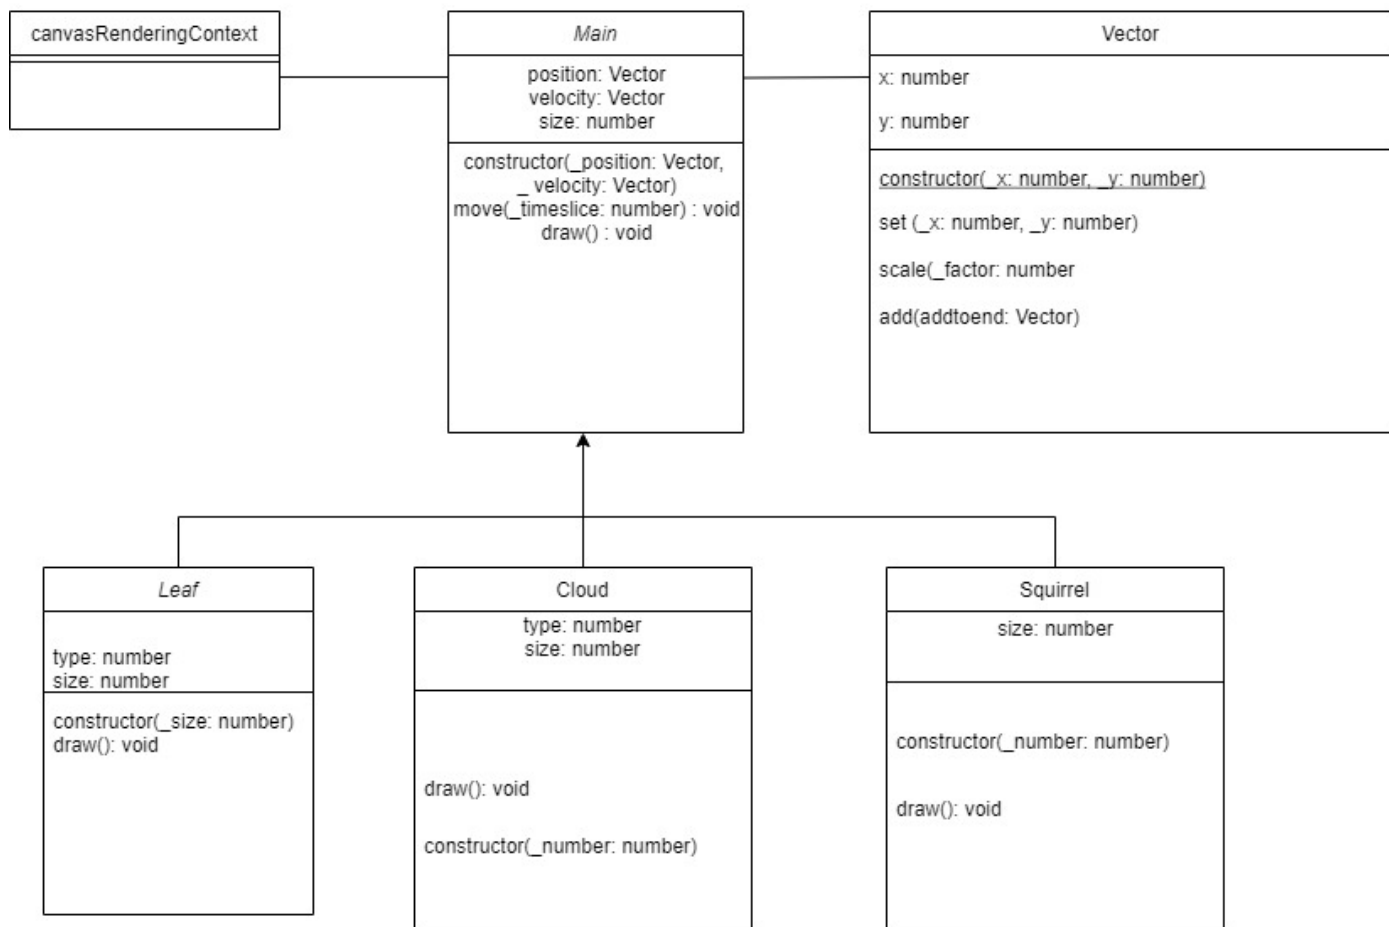 canvasRenderingContext
Main
position: Vector
velocity: Vector
size: number
constructor(_position: Vector,
_ velocity: Vector)
move(_timeslice: number) : void
draw() : void
Vector
x: number
y: number
constructor(_x: number, _y: number)
set (_x: number, _y: number)
scale(_factor: number
add(addtoend: Vector)
Leaf
type: number
size: number
constructor(_size: number)
draw(): void
Cloud
type: number
size: number
draw(): void
constructor(_number: number)
Squirrel
size: number
constructor(_number: number)
draw(): void